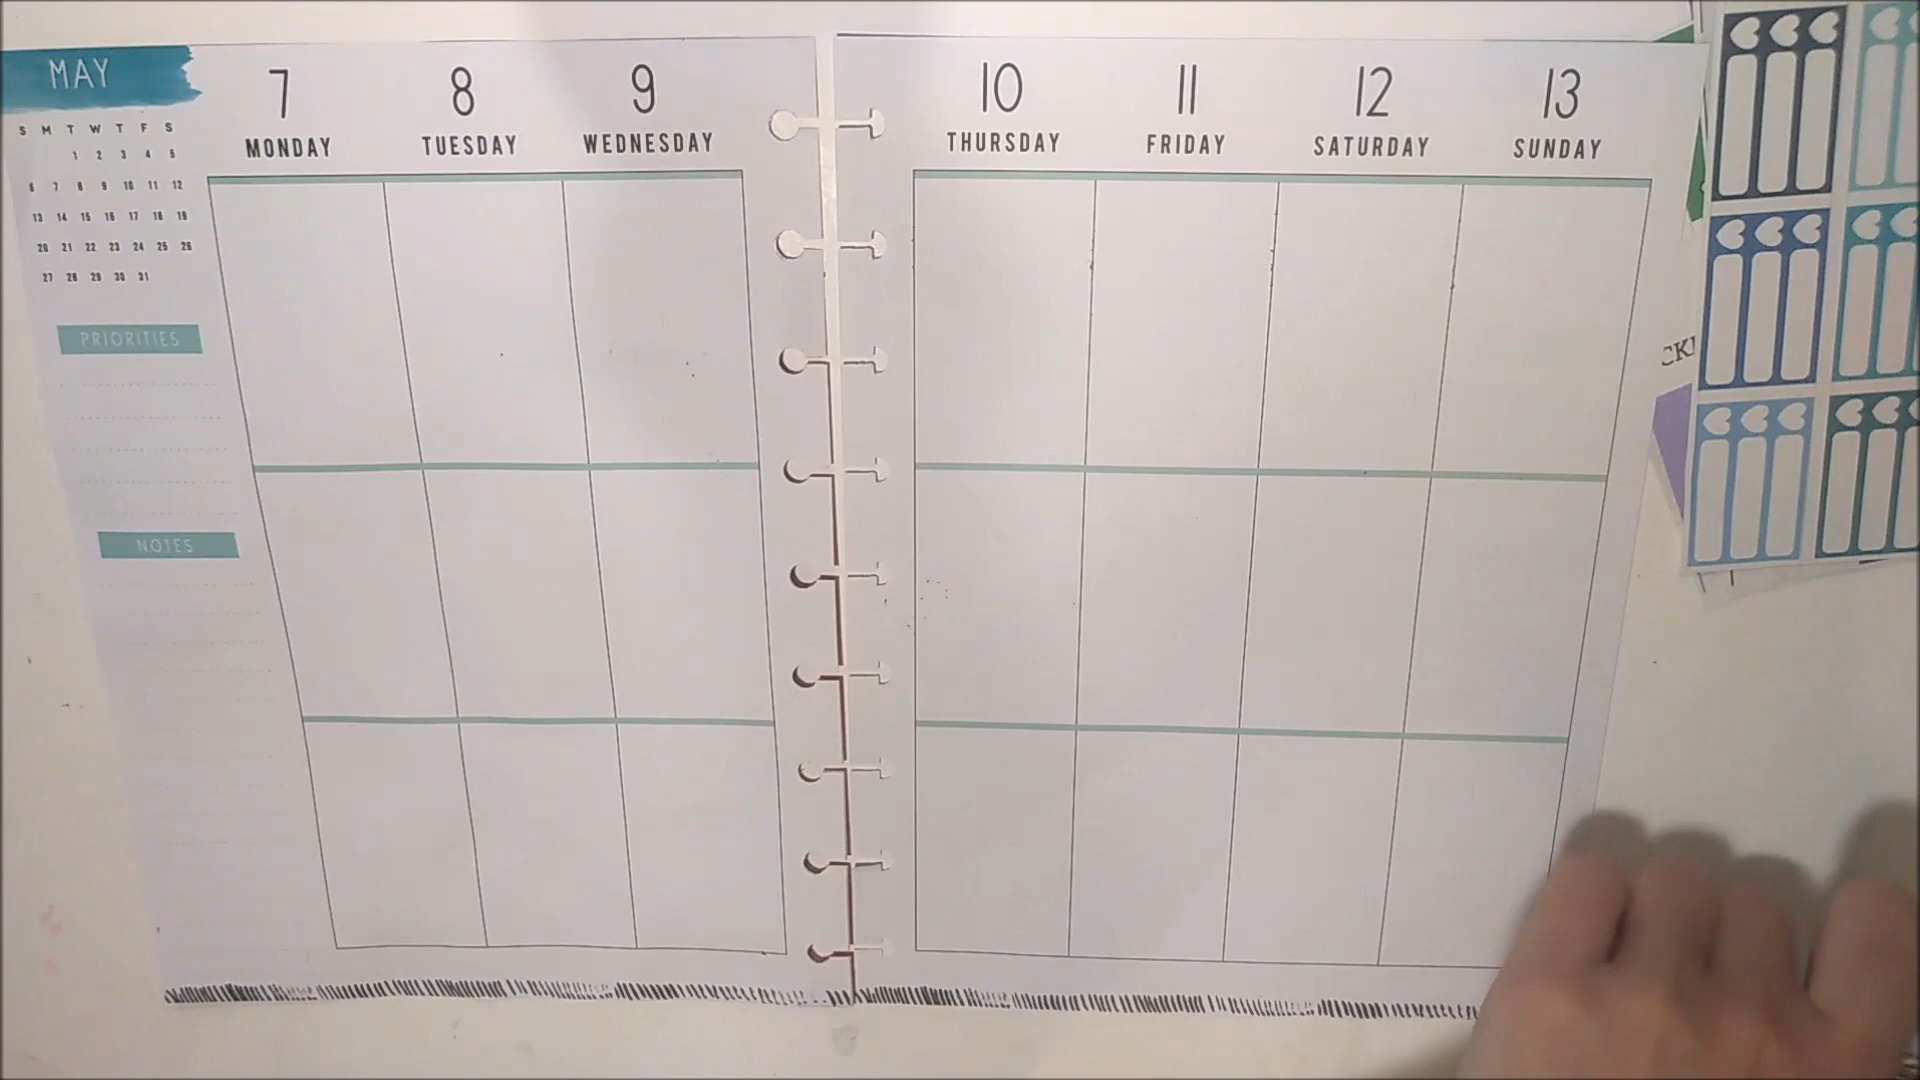 MAY
S M T W T F S
1 2 3 4 5
6 7 8 9 10 11 12
13 14 15 16 17 18 19
20 21 22 23 24 25 26
27 28 29 30 31
PRIORITIES
NOTES
7 8 9 10 11 12 13
MONDAY TUESDAY WEDNESDAY THURSDAY FRIDAY SATURDAY SUNDAY